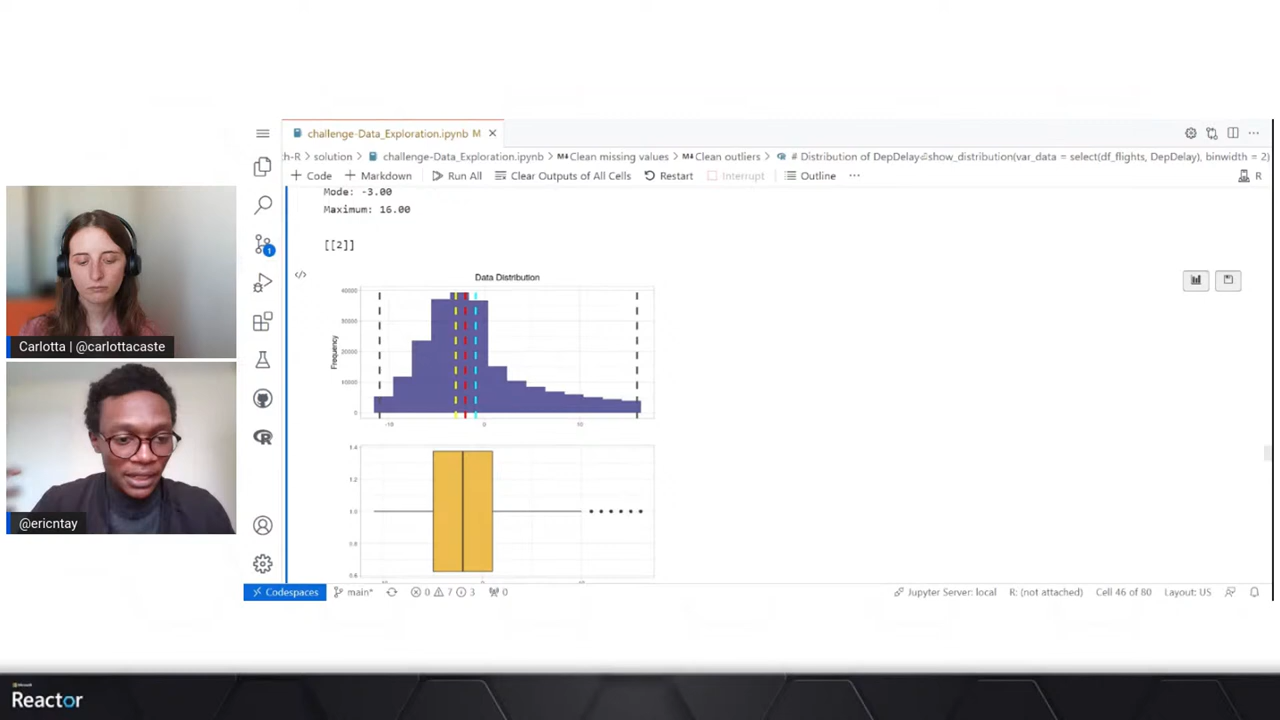 challenge-Data_Exploration.ipynb M
th-R > solution > challenge-Data_Exploration.ipynb > Clean missing values > Clean outliers > # Distribution of DepDelay show_distribution(var_data = select(df_flights, DepDelay), binwidth = 2)
+ Code + Markdown Run All Clear Outputs of All Cells Restart Interrupt Outline ... R
Mode: -3.00
Maximum: 16.00
[[2]]
Data Distribution
40000
30000
20000
10000
0
Frequency
-10 0 10
1.4
1.2
1.0
0.8
0.6
1
Carlotta | @carlottacaste
@ericntay
Codespaces main* 0 7 3 0 Jupyter Server: local R: (not attached) Cell 46 of 80 Layout: US
Microsoft
Reactor